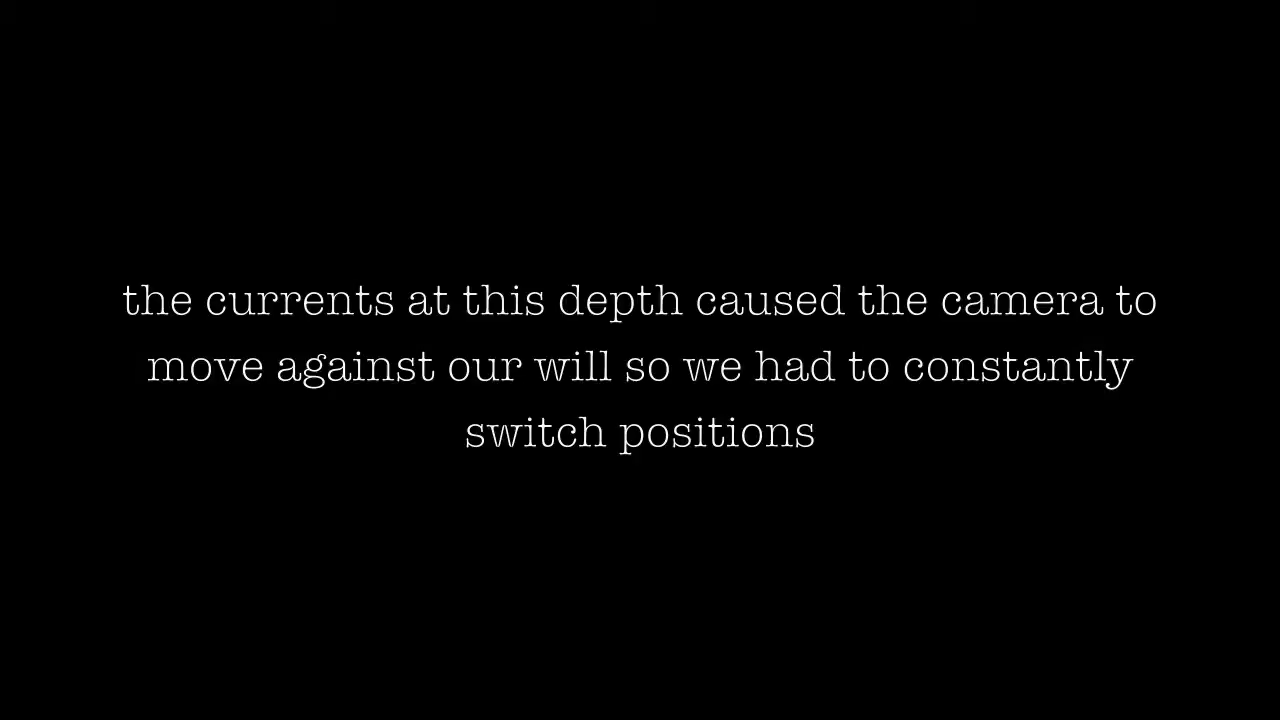 the currents at this depth caused the camera to
move against our will so we had to constantly
switch positions